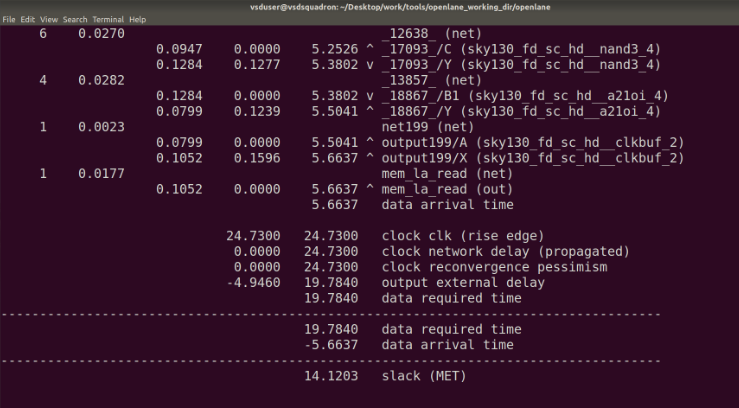 vsduser@vsdsquadron: ~/Desktop/work/tools/openlane_working_dir/openlane
File Edit View Search Terminal Help
6 0.0270 _12638_ (net)
0.0947 0.0000 5.2526 ^ _17093_/C (sky130_fd_sc_hd__nand3_4)
0.1284 0.1277 5.3802 v _17093_/Y (sky130_fd_sc_hd__nand3_4)
4 0.0282 _13857_ (net)
0.1284 0.0000 5.3802 v _18867_/B1 (sky130_fd_sc_hd__a21oi_4)
0.0799 0.1239 5.5041 ^ _18867_/Y (sky130_fd_sc_hd__a21oi_4)
1 0.0023 net199 (net)
0.0799 0.0000 5.5041 ^ output199/A (sky130_fd_sc_hd__clkbuf_2)
0.1052 0.1596 5.6637 ^ output199/X (sky130_fd_sc_hd__clkbuf_2)
1 0.0177 mem_la_read (net)
0.1052 0.0000 5.6637 ^ mem_la_read (out)
5.6637 data arrival time
24.7300 24.7300 clock clk (rise edge)
0.0000 24.7300 clock network delay (propagated)
0.0000 24.7300 clock reconvergence pessimism
-4.9460 19.7840 output external delay
19.7840 data required time
-----------------------------------------------------------------------------
19.7840 data required time
-5.6637 data arrival time
-----------------------------------------------------------------------------
14.1203 slack (MET)